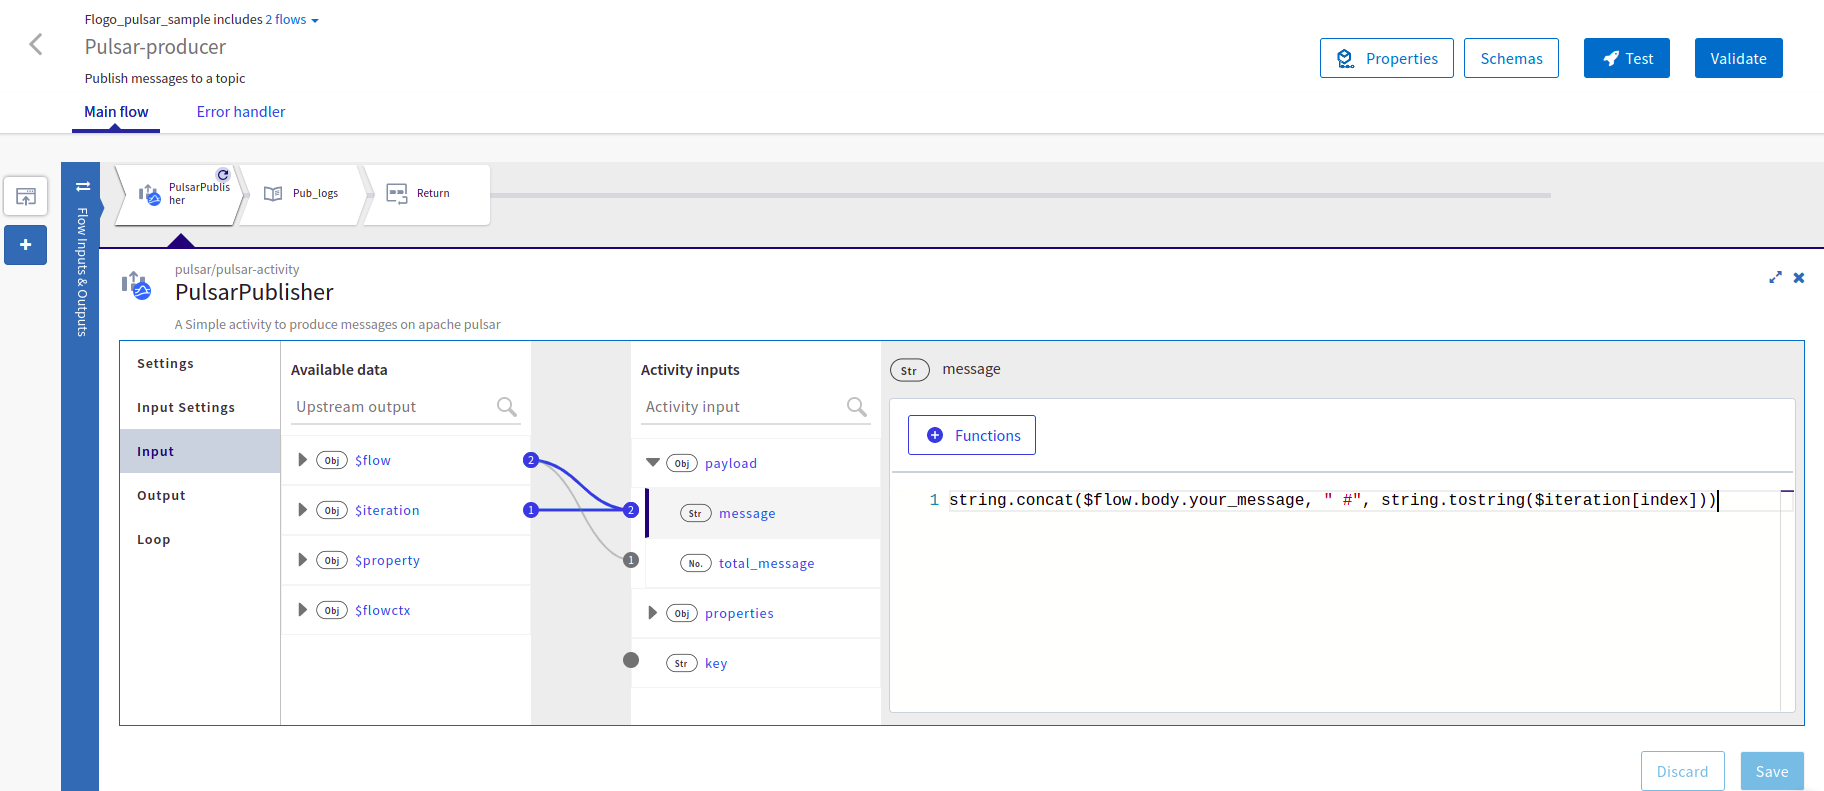 Flogo_pulsar_sample includes 2 flows
Pulsar-producer
Publish messages to a topic
Properties
Schemas
Test
Validate
Main flow
Error handler
Flow Inputs & Outputs
PulsarPublis
her
Pub_logs
Return
pulsar/pulsar-activity
PulsarPublisher
A Simple activity to produce messages on apache pulsar
Settings
Input Settings
Input
Output
Loop
Available data
Upstream output
Obj $flow
Obj $iteration
Obj $property
Obj $flowctx
2
1
2
1
Activity inputs
Activity input
Obj payload
Str message
No. total_message
Obj properties
Str key
Str message
Functions
1 string.concat($flow.body.your_message, " #", string.tostring($iteration[index]))
Discard
Save